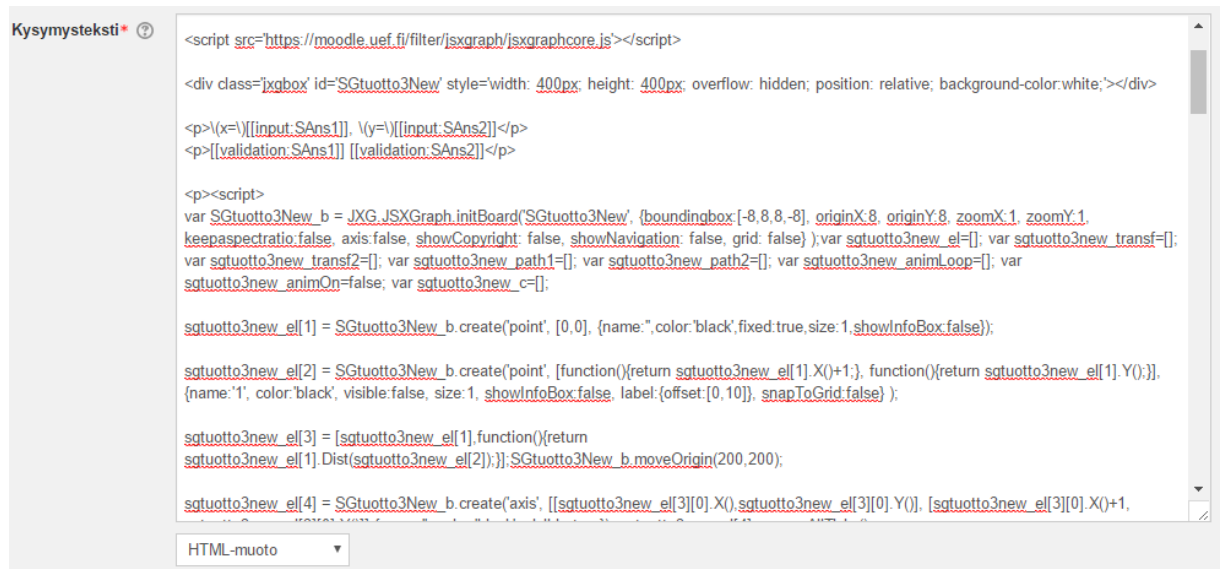 Kysymysteksti*
<script src='https://moodle.uef.fi/filter/jsxgraph/jsxgraphcore.js'></script>
<div class='jxgbox' id='SGtuotto3New' style='width: 400px; height: 400px; overflow: hidden; position: relative; background-color:white;'></div>
<p>\(x=\)[[input:SAns1]], \(y=\)[[input:SAns2]]</p>
<p>[[validation:SAns1]] [[validation:SAns2]]</p>
<p><script>
var SGtuotto3New_b = JXG.JSXGraph.initBoard('SGtuotto3New', {boundingbox:[-8,8,8,-8], originX:8, originY:8, zoomX:1, zoomY:1,
keepaspectratio:false, axis:false, showCopyright: false, showNavigation: false, grid: false} );var sgtuotto3new_el=[]; var sgtuotto3new_transf=[];
var sgtuotto3new_transf2=[]; var sgtuotto3new_path1=[]; var sgtuotto3new_path2=[]; var sgtuotto3new_animLoop=[]; var
sgtuotto3new_animOn=false; var sgtuotto3new_c=[];
sgtuotto3new_el[1] = SGtuotto3New_b.create('point', [0,0], {name:'',color:'black',fixed:true,size:1,showInfoBox:false});
sgtuotto3new_el[2] = SGtuotto3New_b.create('point', [function(){return sgtuotto3new_el[1].X()+1;}, function(){return sgtuotto3new_el[1].Y();}],
{name:'1', color:'black', visible:false, size:1, showInfoBox:false, label:{offset:[0,10]}, snapToGrid:false} );
sgtuotto3new_el[3] = [sgtuotto3new_el[1],function(){return
sgtuotto3new_el[1].Dist(sgtuotto3new_el[2]);}];SGtuotto3New_b.moveOrigin(200,200);
sgtuotto3new_el[4] = SGtuotto3New_b.create('axis', [[sgtuotto3new_el[3][0].X(),sgtuotto3new_el[3][0].Y()], [sgtuotto3new_el[3][0].X()+1,
HTML-muoto